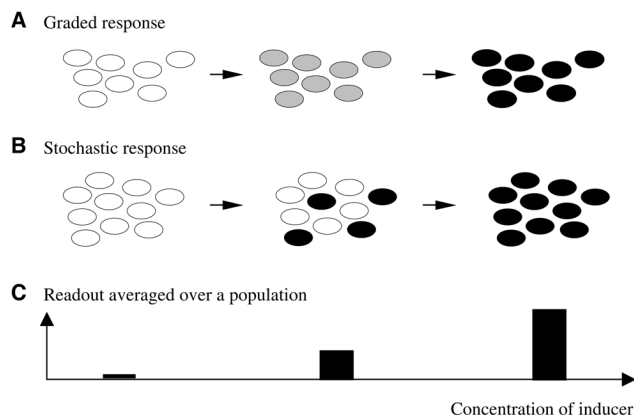 A Graded response
B Stochastic response
C Readout averaged over a population
Concentration of inducer